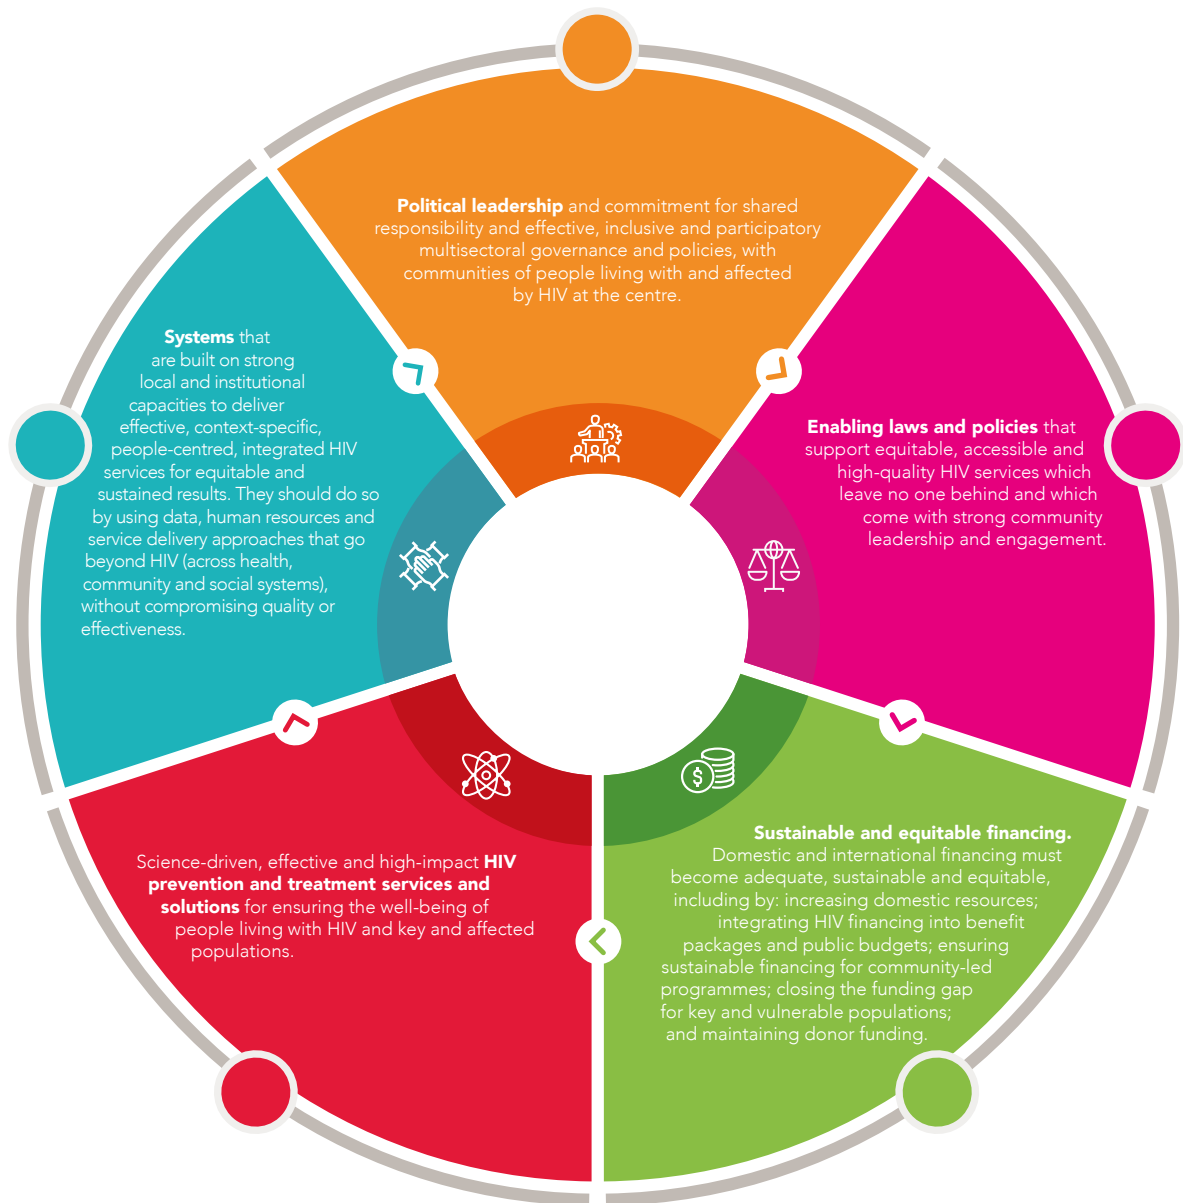 Political leadership and commitment for shared
responsibility and effective, inclusive and participatory
multisectoral governance and policies, with
communities of people living with and affected
by HIV at the centre.
Enabling laws and policies that
support equitable, accessible and
high-quality HIV services which
leave no one behind and which
come with strong community
leadership and engagement.
Sustainable and equitable financing.
Domestic and international financing must
become adequate, sustainable and equitable,
including by: increasing domestic resources;
integrating HIV financing into benefit
packages and public budgets; ensuring
sustainable financing for community-led
programmes; closing the funding gap
for key and vulnerable populations;
and maintaining donor funding.
Science-driven, effective and high-impact HIV
prevention and treatment services and
solutions for ensuring the well-being of
people living with HIV and key and affected
populations.
Systems that
are built on strong
local and institutional
capacities to deliver
effective, context-specific,
people-centred, integrated HIV
services for equitable and
sustained results. They should do so
by using data, human resources and
service delivery approaches that go
beyond HIV (across health,
community and social systems),
without compromising quality or
effectiveness.
$